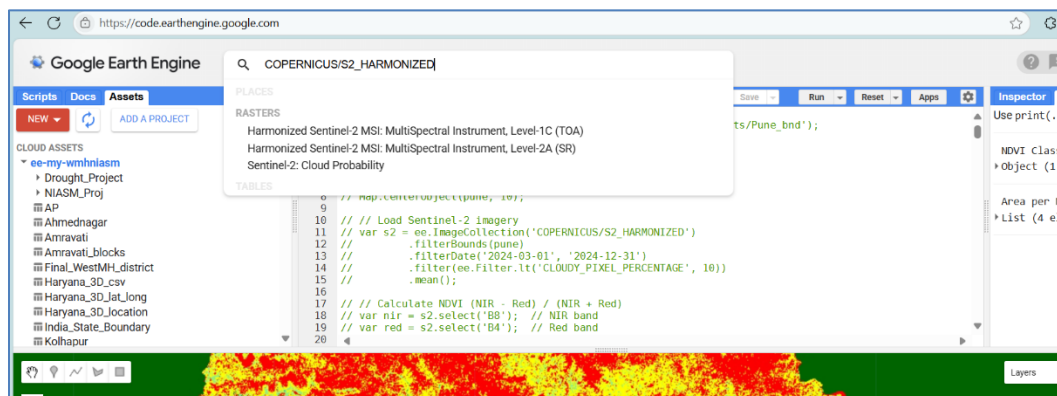 https://code.earthengine.google.com
Google Earth Engine
COPERNICUS/S2_HARMONIZED
PLACES
RASTERS
Harmonized Sentinel-2 MSI: MultiSpectral Instrument, Level-1C (TOA)
Harmonized Sentinel-2 MSI: MultiSpectral Instrument, Level-2A (SR)
Sentinel-2: Cloud Probability
TABLES
Scripts Docs Assets
NEW
ADD A PROJECT
CLOUD ASSETS
ee-my-wmhniasm
Drought_Project
NIASM_Proj
AP
Ahmednagar
Amravati
Amravati_blocks
Final_WestMH_district
Haryana_3D_csv
Haryana_3D_lat_long
Haryana_3D_location
India_State_Boundary
Kolhapur
Save Run Reset Apps
ts/Pune_bnd');
8 // Map.centerObject(pune, 10);
9
10 // // Load Sentinel-2 imagery
11 // var s2 = ee.ImageCollection('COPERNICUS/S2_HARMONIZED')
12 // .filterBounds(pune)
13 // .filterDate('2024-03-01', '2024-12-31')
14 // .filter(ee.Filter.lt('CLOUDY_PIXEL_PERCENTAGE', 10))
15 // .mean();
16
17 // // Calculate NDVI (NIR - Red) / (NIR + Red)
18 // var nir = s2.select('B8'); // NIR band
19 // var red = s2.select('B4'); // Red band
20
Inspector
Use print(.
NDVI Clas
Object (1
Area per
List (4 e
Layers